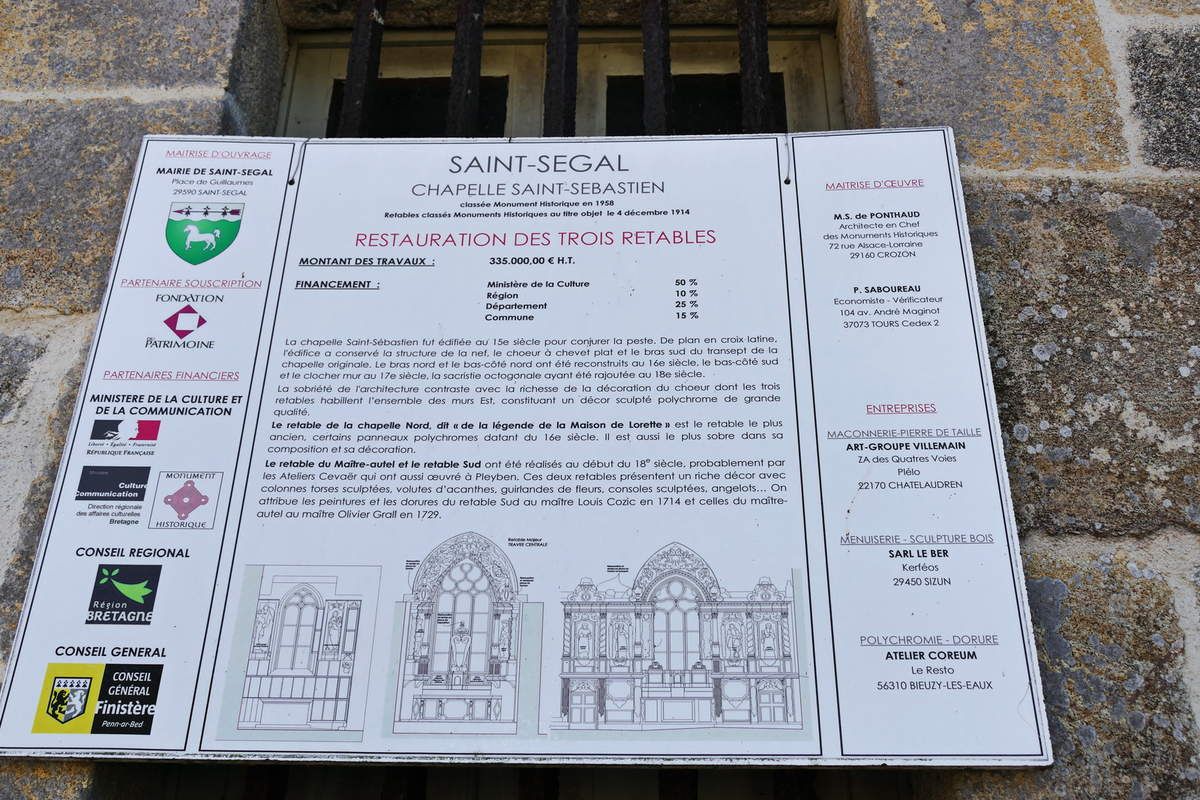 MAITRISE D'OUVRAGE
MAIRIE DE SAINT-SEGAL
Place de Guillaumes
29590 SAINT-SEGAL
PARTENAIRE SOUSCRIPTION
FONDATION
DU PATRIMOINE
PARTENAIRES FINANCIERS
MINISTERE DE LA CULTURE ET
DE LA COMMUNICATION
Liberté • Égalité • Fraternité
RÉPUBLIQUE FRANÇAISE
Culture
Communication
Direction régionale
des affaires culturelles
Bretagne
MONUMENT
HISTORIQUE
CONSEIL REGIONAL
Région
BRETAGNE
CONSEIL GENERAL
CONSEIL
GÉNÉRAL
Finistère
Penn-ar-Bed
SAINT-SEGAL
CHAPELLE SAINT-SEBASTIEN
classée Monument Historique en 1958
Retables classés Monuments Historiques au titre objet le 4 décembre 1914
RESTAURATION DES TROIS RETABLES
MONTANT DES TRAVAUX : 335.000,00 € H.T.
FINANCEMENT : Ministère de la Culture 50 %
Région 10 %
Département 25 %
Commune 15 %
La chapelle Saint-Sébastien fut édifiée au 15e siècle pour conjurer la peste. De plan en croix latine,
l'édifice a conservé la structure de la nef, le choeur à chevet plat et le bras sud du transept de la
chapelle originale. Le bras nord et le bas-côté nord ont été reconstruits au 16e siècle, le bas-côté sud
et le clocher mur au 17e siècle, la sacristie octogonale ayant été rajoutée au 18e siècle.
La sobriété de l'architecture contraste avec la richesse de la décoration du choeur dont les trois
retables habillent l'ensemble des murs Est, constituant un décor sculpté polychrome de grande
qualité.
Le retable de la chapelle Nord, dit « de la légende de la Maison de Lorette » est le retable le plus
ancien, certains panneaux polychromes datant du 16e siècle. Il est aussi le plus sobre dans sa
composition et sa décoration.
Le retable du Maître-autel et le retable Sud ont été réalisés au début du 18e siècle, probablement par
les Ateliers Cevaër qui ont aussi œuvré à Pleyben. Ces deux retables présentent un riche décor avec
colonnes torses sculptées, volutes d'acanthes, guirlandes de fleurs, consoles sculptées, angelots… On
attribue les peintures et les dorures du retable Sud au maître Louis Cozic en 1714 et celles du maître-
autel au maître Olivier Grall en 1729.
Retable Majeur
TRAVEE CENTRALE
MAITRISE D'ŒUVRE
M.S. de PONTHAUD
Architecte en Chef
des Monuments Historiques
72 rue Alsace-Lorraine
29160 CROZON
P. SABOUREAU
Economiste - Vérificateur
104 av. André Maginot
37073 TOURS Cedex 2
ENTREPRISES
MACONNERIE-PIERRE DE TAILLE
ART-GROUPE VILLEMAIN
ZA des Quatres Voies
Plélo
22170 CHATELAUDREN
MENUISERIE - SCULPTURE BOIS
SARL LE BER
Kerféos
29450 SIZUN
POLYCHROMIE - DORURE
ATELIER COREUM
Le Resto
56310 BIEUZY-LES-EAUX